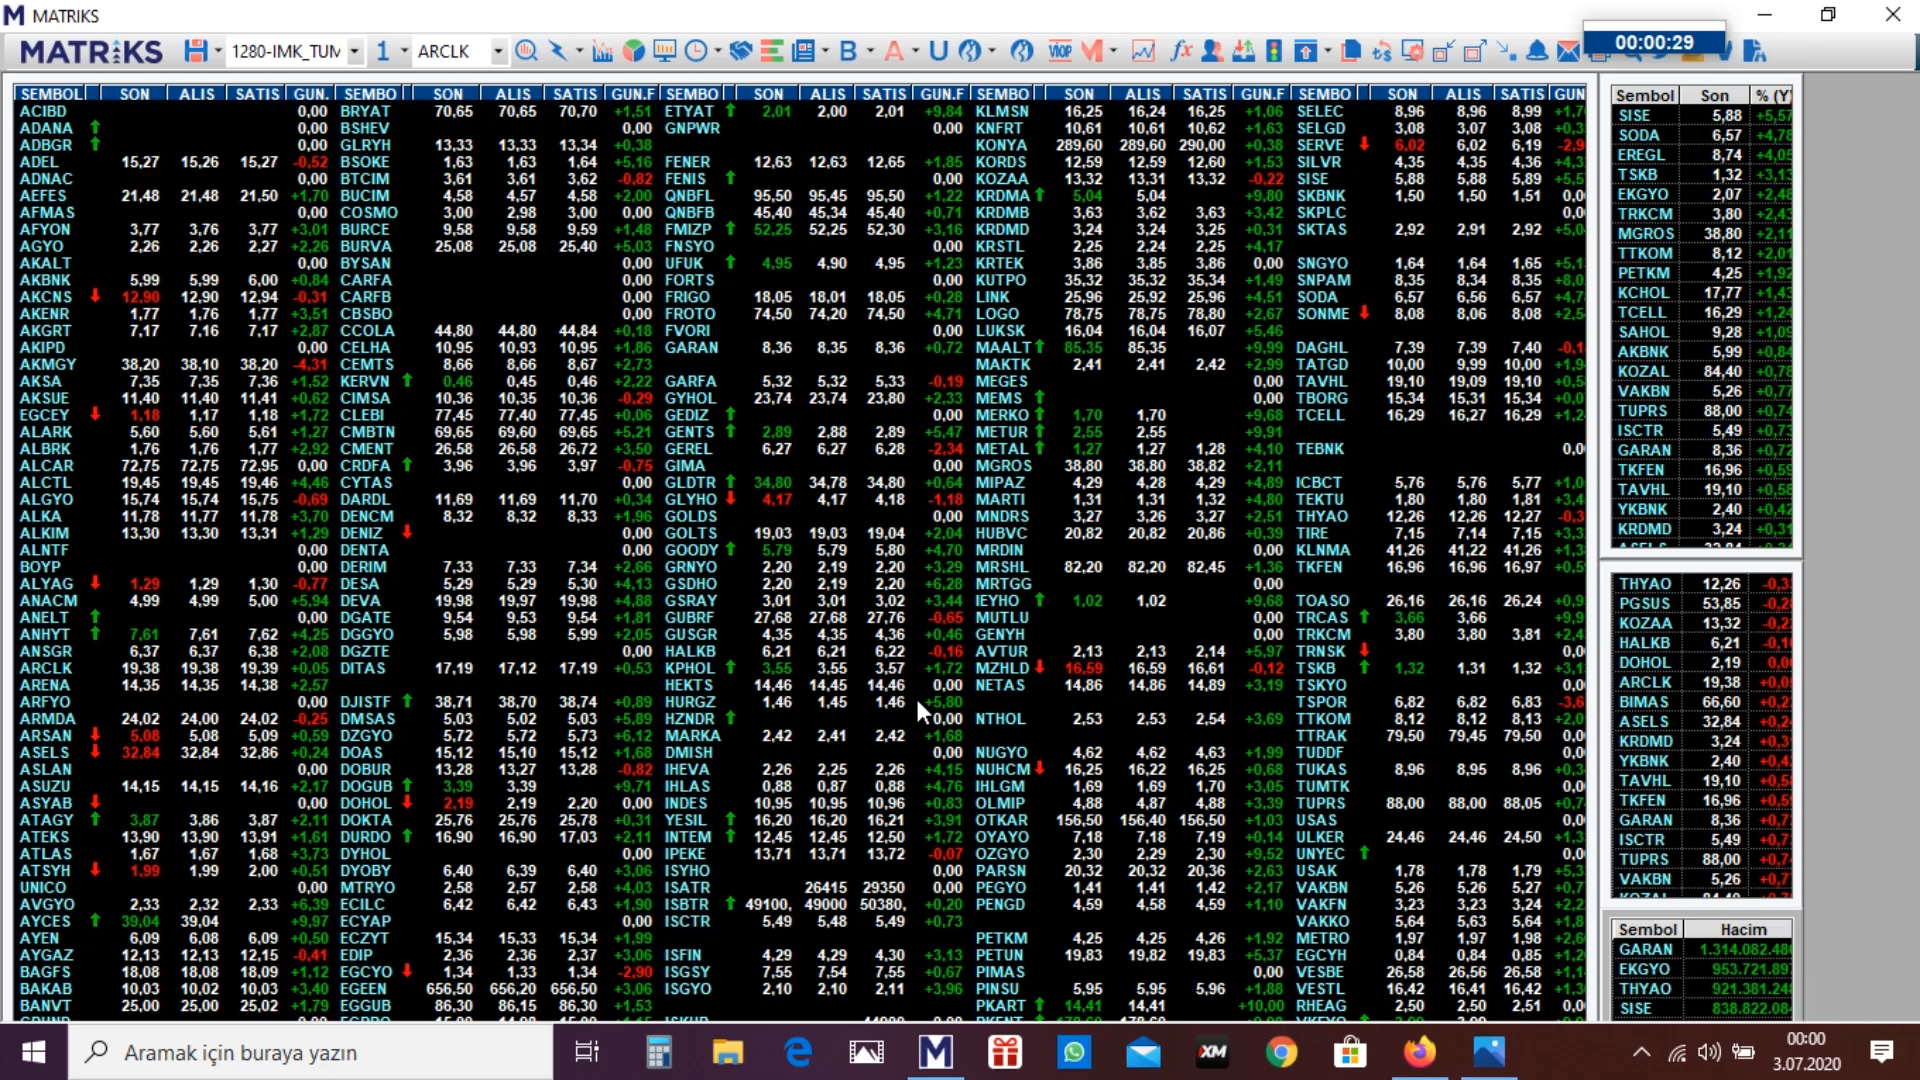 MATRIKS
MATRIKS 1280-IMK_TUM 1 ARCLK B A U VIOP fx 00:00:29
SEMBOL SON ALIS SATIS GUN. SEMBO SON ALIS SATIS GUN.F SEMBO SON ALIS SATIS GUN.F SEMBO SON ALIS SATIS GUN.F SEMBO SON ALIS SATIS GUN
ACIBD 0,00 BRYAT 70,65 70,65 70,70 +1,51 ETYAT 2,01 2,00 2,01 +9,84 KLMSN 16,25 16,24 16,25 +1,06 SELEC 8,96 8,96 8,99
ADANA 0,00 BSHEV 0,00 GNPWR 0,00 KNFRT 10,61 10,61 10,62 +1,63 SELGD 3,08 3,07 3,08
ADBGR 0,00 GLRYH 13,33 13,33 13,34 +0,38 KONYA 289,60 289,60 290,00 +0,38 SERVE 6,02 6,02 6,19
ADEL 15,27 15,26 15,27 -0,52 BSOKE 1,63 1,63 1,64 +5,16 FENER 12,63 12,63 12,65 +1,85 KORDS 12,59 12,59 12,60 +1,53 SILVR 4,35 4,35 4,36
ADNAC 0,00 BTCIM 3,61 3,61 3,62 -0,82 FENIS 0,00 KOZAA 13,32 13,31 13,32 -0,22 SISE 5,88 5,88 5,89
AEFES 21,48 21,48 21,50 +1,70 BUCIM 4,58 4,57 4,58 +2,00 QNBFL 95,50 95,45 95,50 +1,22 KRDMA 5,04 5,04 +9,80 SKBNK 1,50 1,50 1,51
AFMAS 0,00 COSMO 3,00 2,98 3,00 0,00 QNBFB 45,40 45,34 45,40 +0,71 KRDMB 3,63 3,62 3,63 +3,42 SKPLC
AFYON 3,77 3,76 3,77 +3,01 BURCE 9,58 9,58 9,59 +1,48 FMIZP 52,25 52,25 52,30 +3,16 KRDMD 3,24 3,24 3,25 +0,31 SKTAS 2,92 2,91 2,92
AGYO 2,26 2,26 2,27 +2,26 BURVA 25,08 25,08 25,40 +5,03 FNSYO 0,00 KRSTL 2,25 2,24 2,25 +4,17
AKALT 0,00 BYSAN 0,00 UFUK 4,95 4,90 4,95 +1,23 KRTEK 3,86 3,85 3,86 0,00 SNGYO 1,64 1,64 1,65
AKBNK 5,99 5,99 6,00 +0,84 CARFA 0,00 FORTS 0,00 KUTPO 35,32 35,32 35,34 +1,49 SNPAM 8,35 8,34 8,35
AKCNS 12,90 12,90 12,94 -0,31 CARFB 0,00 FRIGO 18,05 18,01 18,05 +0,28 LINK 25,96 25,92 25,96 +4,51 SODA 6,57 6,56 6,57
AKENR 1,77 1,76 1,77 +3,51 CBSBO 0,00 FROTO 74,50 74,20 74,50 +4,71 LOGO 78,75 78,75 78,80 +2,67 SONME 8,08 8,06 8,08
AKGRT 7,17 7,16 7,17 +2,87 CCOLA 44,80 44,80 44,84 +0,18 FVORI 0,00 LUKSK 16,04 16,04 16,07 +5,46
AKIPD 0,00 CELHA 10,95 10,93 10,95 +1,86 GARAN 8,36 8,35 8,36 +0,72 MAALT 85,35 85,35 +9,99 DAGHL 7,39 7,39 7,40
AKMGY 38,20 38,10 38,20 -4,31 CEMTS 8,66 8,66 8,67 +2,73 MAKTK 2,41 2,41 2,42 +2,99 TATGD 10,00 9,99 10,00
AKSA 7,35 7,35 7,36 +1,52 KERVN 0,46 0,45 0,46 +2,22 GARFA 5,32 5,32 5,33 -0,19 MEGES 0,00 TAVHL 19,10 19,09 19,10
AKSUE 11,40 11,40 11,41 +0,62 CIMSA 10,36 10,35 10,36 -0,29 GYHOL 23,74 23,74 23,80 +2,33 MEMS 0,00 TBORG 15,34 15,31 15,34
EGCEY 1,18 1,17 1,18 +1,72 CLEBI 77,45 77,40 77,45 +0,06 GEDIZ 0,00 MERKO 1,70 1,70 +9,68 TCELL 16,29 16,27 16,29
ALARK 5,60 5,60 5,61 +1,27 CMBTN 69,65 69,60 69,65 +5,21 GENTS 2,89 2,88 2,89 +5,47 METUR 2,55 2,55 +9,91
ALBRK 1,76 1,76 1,77 +2,92 CMENT 26,58 26,58 26,72 +3,50 GEREL 6,27 6,27 6,28 -2,34 METAL 1,27 1,27 1,28 +4,10 TEBNK
ALCAR 72,75 72,75 72,95 0,00 CRDFA 3,96 3,96 3,97 -0,75 GIMA 0,00 MGROS 38,80 38,80 38,82 +2,11
ALCTL 19,45 19,45 19,46 +4,46 CYTAS 0,00 GLDTR 34,80 34,78 34,80 +0,64 MIPAZ 4,29 4,28 4,29 +4,89 ICBCT 5,76 5,76 5,77
ALGYO 15,74 15,74 15,75 -0,69 DARDL 11,69 11,69 11,70 +0,34 GLYHO 4,17 4,17 4,18 -1,18 MARTI 1,31 1,31 1,32 +4,80 TEKTU 1,80 1,80 1,81
ALKA 11,78 11,77 11,78 +3,70 DENCM 8,32 8,32 8,33 +1,96 GOLDS 0,00 MNDRS 3,27 3,26 3,27 +2,51 THYAO 12,26 12,26 12,27
ALKIM 13,30 13,30 13,31 +1,29 DENIZ 0,00 GOLTS 19,03 19,03 19,04 +2,04 HUBVC 20,82 20,82 20,86 +0,39 TIRE 7,15 7,14 7,15
ALNTF 0,00 DENTA 0,00 GOODY 5,79 5,79 5,80 +4,70 MRDIN 0,00 KLNMA 41,26 41,22 41,26
BOYP 0,00 DERIM 7,33 7,33 7,34 +2,66 GRNYO 2,20 2,19 2,20 +3,29 MRSHL 82,20 82,20 82,45 +1,36 TKFEN 16,96 16,96 16,97
ALYAG 1,29 1,29 1,30 -0,77 DESA 5,29 5,29 5,30 +4,13 GSDHO 2,20 2,19 2,20 +6,28 MRTGG 0,00
ANACM 4,99 4,99 5,00 +5,94 DEVA 19,98 19,97 19,98 +4,88 GSRAY 3,01 3,01 3,02 +3,44 IEYHO 1,02 1,02 +9,68 TOASO 26,16 26,16 26,24
ANELT 0,00 DGATE 9,54 9,53 9,54 +1,81 GUBRF 27,68 27,68 27,76 -0,65 MUTLU 0,00 TRCAS 3,66 3,66
ANHYT 7,61 7,61 7,62 +4,25 DGGYO 5,98 5,98 5,99 +2,05 GUSGR 4,35 4,35 4,36 +0,46 GENYH 0,00 TRKCM 3,80 3,80 3,81
ANSGR 6,37 6,37 6,38 +2,08 DGZTE 0,00 HALKB 6,21 6,21 6,22 -0,16 AVTUR 2,13 2,13 2,14 +5,97 TRNSK
ARCLK 19,38 19,38 19,39 +0,05 DITAS 17,19 17,12 17,19 +0,53 KPHOL 3,55 3,55 3,57 +1,72 MZHLD 16,59 16,59 16,61 -0,12 TSKB 1,32 1,31 1,32
ARENA 14,35 14,35 14,38 +2,57 HEKTS 14,46 14,45 14,46 0,00 NETAS 14,86 14,86 14,89 +3,19 TSKYO
ARFYO 0,00 DJISTF 38,71 38,70 38,74 +0,89 HURGZ 1,46 1,45 1,46 +5,80 TSPOR 6,82 6,82 6,83
ARMDA 24,02 24,00 24,02 -0,25 DMSAS 5,03 5,02 5,03 +5,89 HZNDR 0,00 NTHOL 2,53 2,53 2,54 +3,69 TTKOM 8,12 8,12 8,13
ARSAN 5,08 5,08 5,09 +0,59 DZGYO 5,72 5,72 5,73 +6,12 MARKA 2,42 2,41 2,42 +1,68 TTRAK 79,50 79,45 79,50
ASELS 32,84 32,84 32,86 +0,24 DOAS 15,12 15,10 15,12 +1,68 DMISH 0,00 NUGYO 4,62 4,62 4,63 +1,99 TUDDF
ASLAN 0,00 DOBUR 13,28 13,27 13,28 -0,82 IHEVA 2,26 2,25 2,26 +4,15 NUHCM 16,25 16,22 16,25 +0,68 TUKAS 8,96 8,95 8,96
ASUZU 14,15 14,15 14,16 +2,17 DOGUB 3,39 3,39 +9,71 IHLAS 0,88 0,87 0,88 +4,76 IHLGM 1,69 1,69 1,70 +3,05 TUMTK
ASYAB 0,00 DOHOL 2,19 2,19 2,20 0,00 INDES 10,95 10,95 10,96 +0,83 OLMIP 4,88 4,87 4,88 +3,39 TUPRS 88,00 88,00 88,05
ATAGY 3,87 3,86 3,87 +2,11 DOKTA 25,76 25,76 25,78 +0,31 YESIL 16,20 16,20 16,21 +3,91 OTKAR 156,50 156,40 156,50 +1,03 USAS
ATEKS 13,90 13,90 13,91 +1,61 DURDO 16,90 16,90 17,03 +2,11 INTEM 12,45 12,45 12,50 +1,72 OYAYO 7,18 7,18 7,19 +0,14 ULKER 24,46 24,46 24,50
ATLAS 1,67 1,67 1,68 +3,73 DYHOL 0,00 IPEKE 13,71 13,71 13,72 -0,07 OZGYO 2,30 2,29 2,30 +9,52 UNYEC
ATSYH 1,99 1,99 2,00 +0,51 DYOBY 6,40 6,39 6,40 +3,06 ISYHO 0,00 PARSN 20,32 20,32 20,36 +2,63 USAK 1,78 1,78 1,79
UNICO 0,00 MTRYO 2,58 2,57 2,58 +4,03 ISATR 26415 29350 0,00 PEGYO 1,41 1,41 1,42 +2,17 VAKBN 5,26 5,26 5,27
AVGYO 2,33 2,32 2,33 +6,39 ECILC 6,42 6,42 6,43 +1,90 ISBTR 49100, 49000 50380, +0,20 PENGD 4,59 4,58 4,59 +1,10 VAKFN 3,23 3,23 3,24
AYCES 39,04 39,04 +9,97 ECYAP 0,00 ISCTR 5,49 5,48 5,49 +0,73 VAKKO 5,64 5,63 5,64
AYEN 6,09 6,08 6,09 +0,50 ECZYT 15,34 15,33 15,34 +1,99 PETKM 4,25 4,25 4,26 +1,92 METRO 1,97 1,97 1,98
AYGAZ 12,13 12,13 12,15 -0,41 EDIP 2,36 2,36 2,37 +3,06 ISFIN 4,29 4,29 4,30 +3,13 PETUN 19,83 19,82 19,83 +5,37 EGCYH 0,84 0,84 0,85
BAGFS 18,08 18,08 18,09 +1,12 EGCYO 1,34 1,33 1,34 -2,90 ISGSY 7,55 7,54 7,55 +0,67 PIMAS 0,00 VESBE 26,58 26,56 26,58
BAKAB 10,03 10,02 10,03 +3,40 EGEEN 656,50 656,20 656,50 +3,06 ISGYO 2,10 2,10 2,11 +3,96 PINSU 5,95 5,95 5,96 +1,88 VESTL 16,42 16,41 16,42
BANVT 25,00 25,00 25,02 +1,79 EGGUB 86,30 86,15 86,30 +1,53 PKART 14,41 14,41 +10,00 RHEAG 2,50 2,50 2,51
Sembol Son % (Y
SISE 5,88 +5,57
SODA 6,57 +4,78
EREGL 8,74 +4,05
TSKB 1,32 +3,13
EKGYO 2,07 +2,48
TRKCM 3,80 +2,43
MGROS 38,80 +2,11
TTKOM 8,12 +2,01
PETKM 4,25 +1,92
KCHOL 17,77 +1,43
TCELL 16,29 +1,24
SAHOL 9,28 +1,09
AKBNK 5,99 +0,84
KOZAL 84,40 +0,78
VAKBN 5,26 +0,77
TUPRS 88,00 +0,74
ISCTR 5,49 +0,73
GARAN 8,36 +0,72
TKFEN 16,96 +0,59
TAVHL 19,10 +0,58
YKBNK 2,40 +0,42
KRDMD 3,24 +0,31
THYAO 12,26
PGSUS 53,85
KOZAA 13,32
HALKB 6,21
DOHOL 2,19
ARCLK 19,38
BIMAS 66,60
ASELS 32,84
KRDMD 3,24
YKBNK 2,40
TAVHL 19,10
TKFEN 16,96
GARAN 8,36
ISCTR 5,49
TUPRS 88,00
VAKBN 5,26
Sembol Hacim
GARAN 1.314.082.486
EKGYO 953.721.897
THYAO 921.381.248
SISE 838.822.084
Aramak için buraya yazın
XM
00:00
3.07.2020